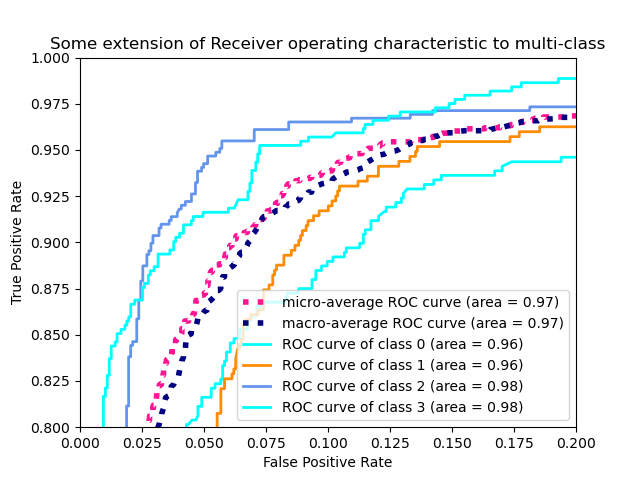 Some extension of Receiver operating characteristic to multi-class
1.000
0.975
0.950
0.925
0.900
0.875
0.850
0.825
0.800
True Positive Rate
micro-average ROC curve (area = 0.97)
macro-average ROC curve (area = 0.97)
ROC curve of class 0 (area = 0.96)
ROC curve of class 1 (area = 0.96)
ROC curve of class 2 (area = 0.98)
ROC curve of class 3 (area = 0.98)
0.000 0.025 0.050 0.075 0.100 0.125 0.150 0.175 0.200
False Positive Rate